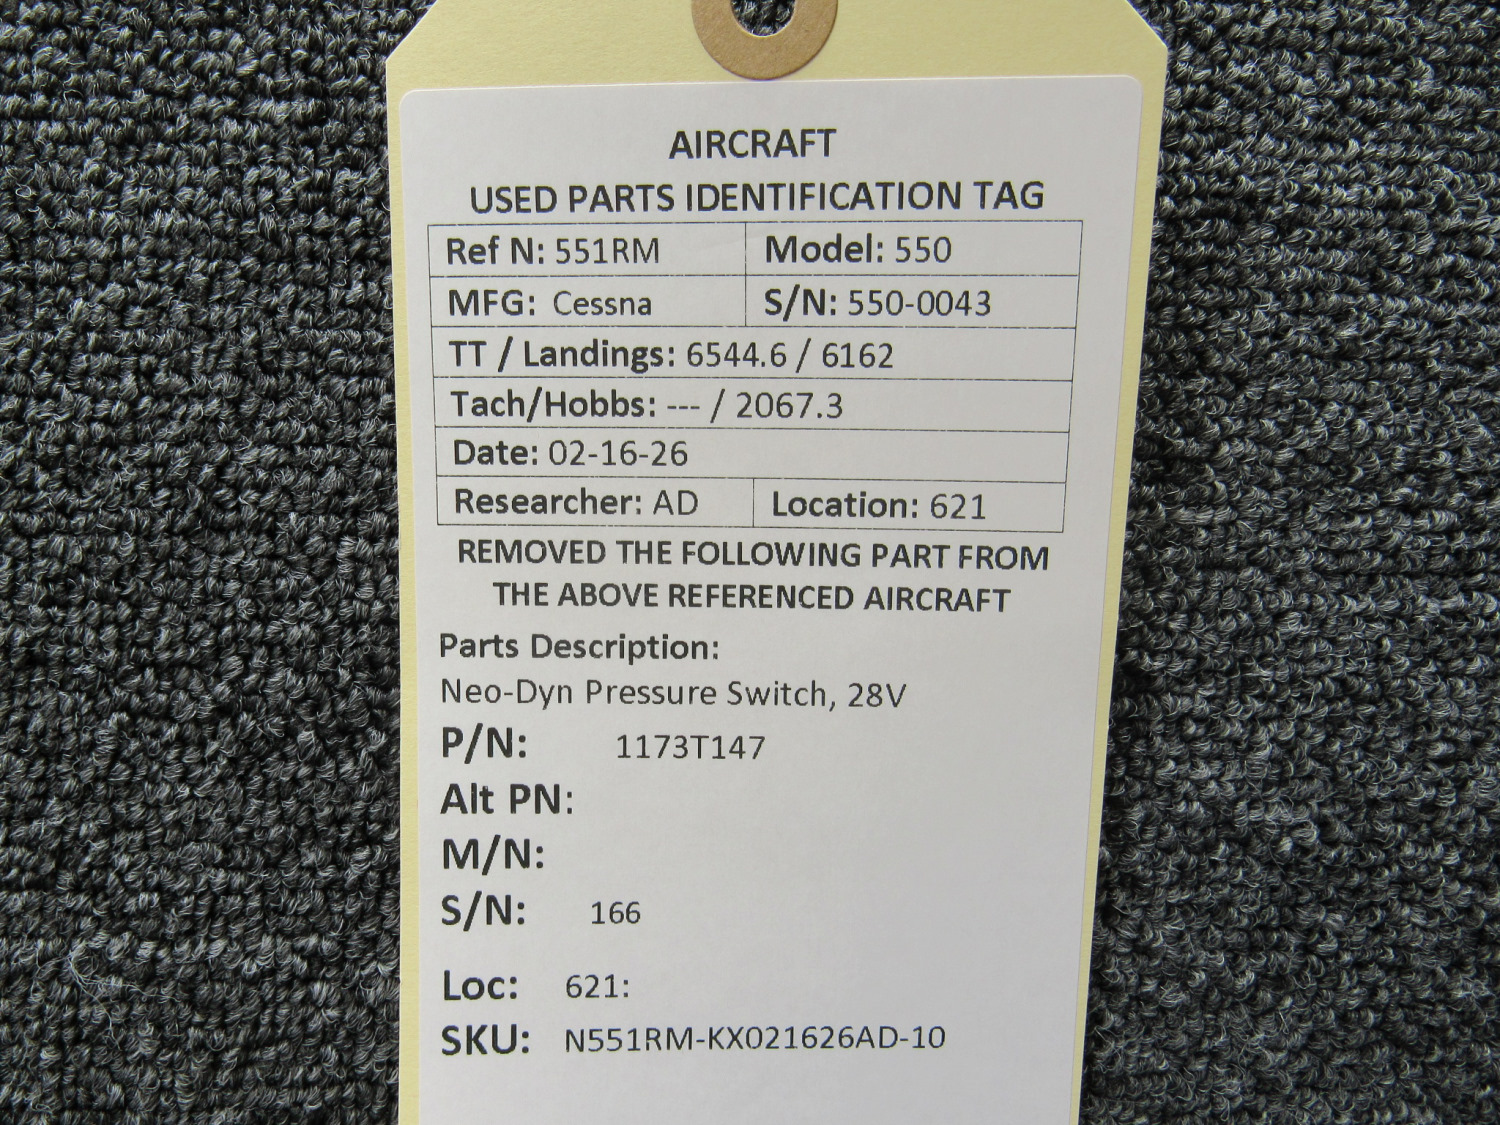 AIRCRAFT
USED PARTS IDENTIFICATION TAG
Ref N: 551RM Model: 550
MFG: Cessna S/N: 550-0043
TT / Landings: 6544.6 / 6162
Tach/Hobbs: --- / 2067.3
Date: 02-16-26
Researcher: AD Location: 621
REMOVED THE FOLLOWING PART FROM
THE ABOVE REFERENCED AIRCRAFT
Parts Description:
Neo-Dyn Pressure Switch, 28V
P/N: 1173T147
Alt PN:
M/N:
S/N: 166
Loc: 621:
SKU: N551RM-KX021626AD-10